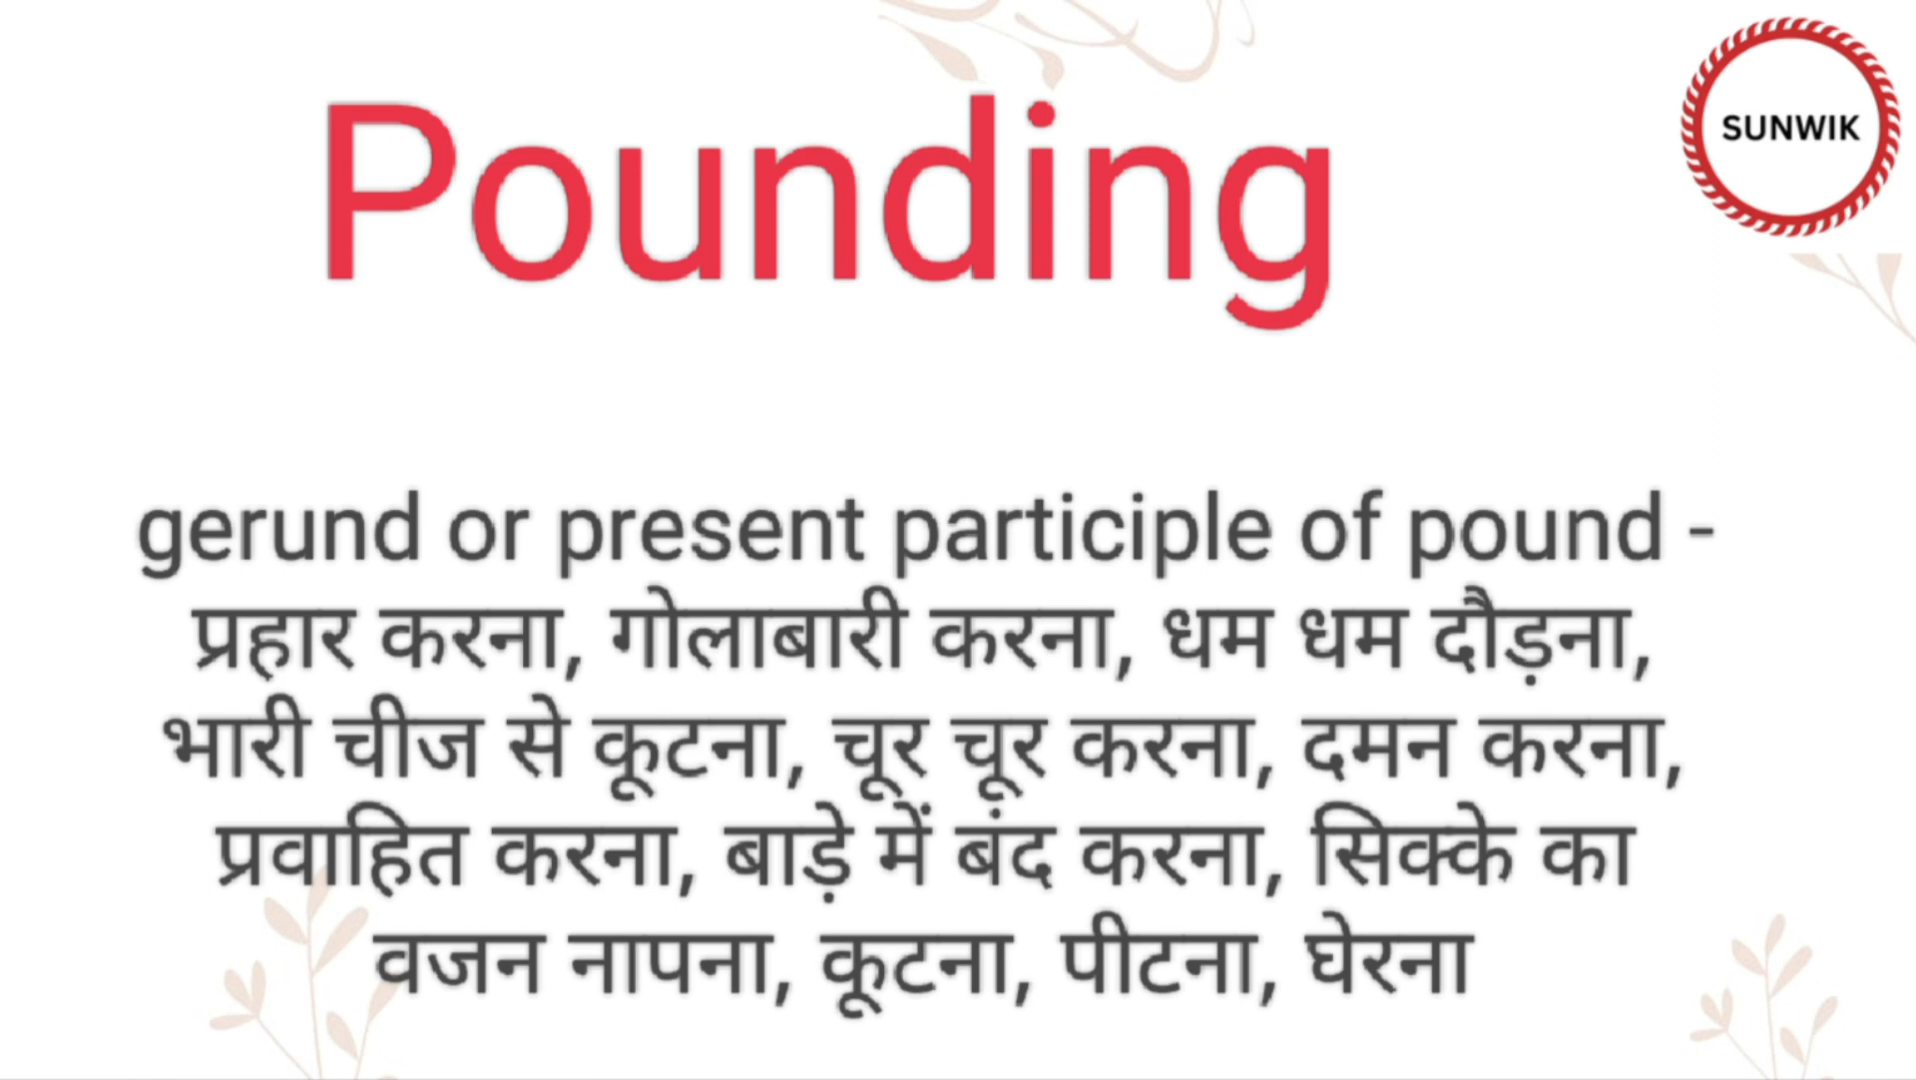 SUNWIK
Pounding
gerund or present participle of pound -
प्रहार करना, गोलाबारी करना, धम धम दौड़ना,
भारी चीज से कूटना, चूर चूर करना, दमन करना,
प्रवाहित करना, बाड़े में बंद करना, सिक्के का
वजन नापना, कूटना, पीटना, घेरना